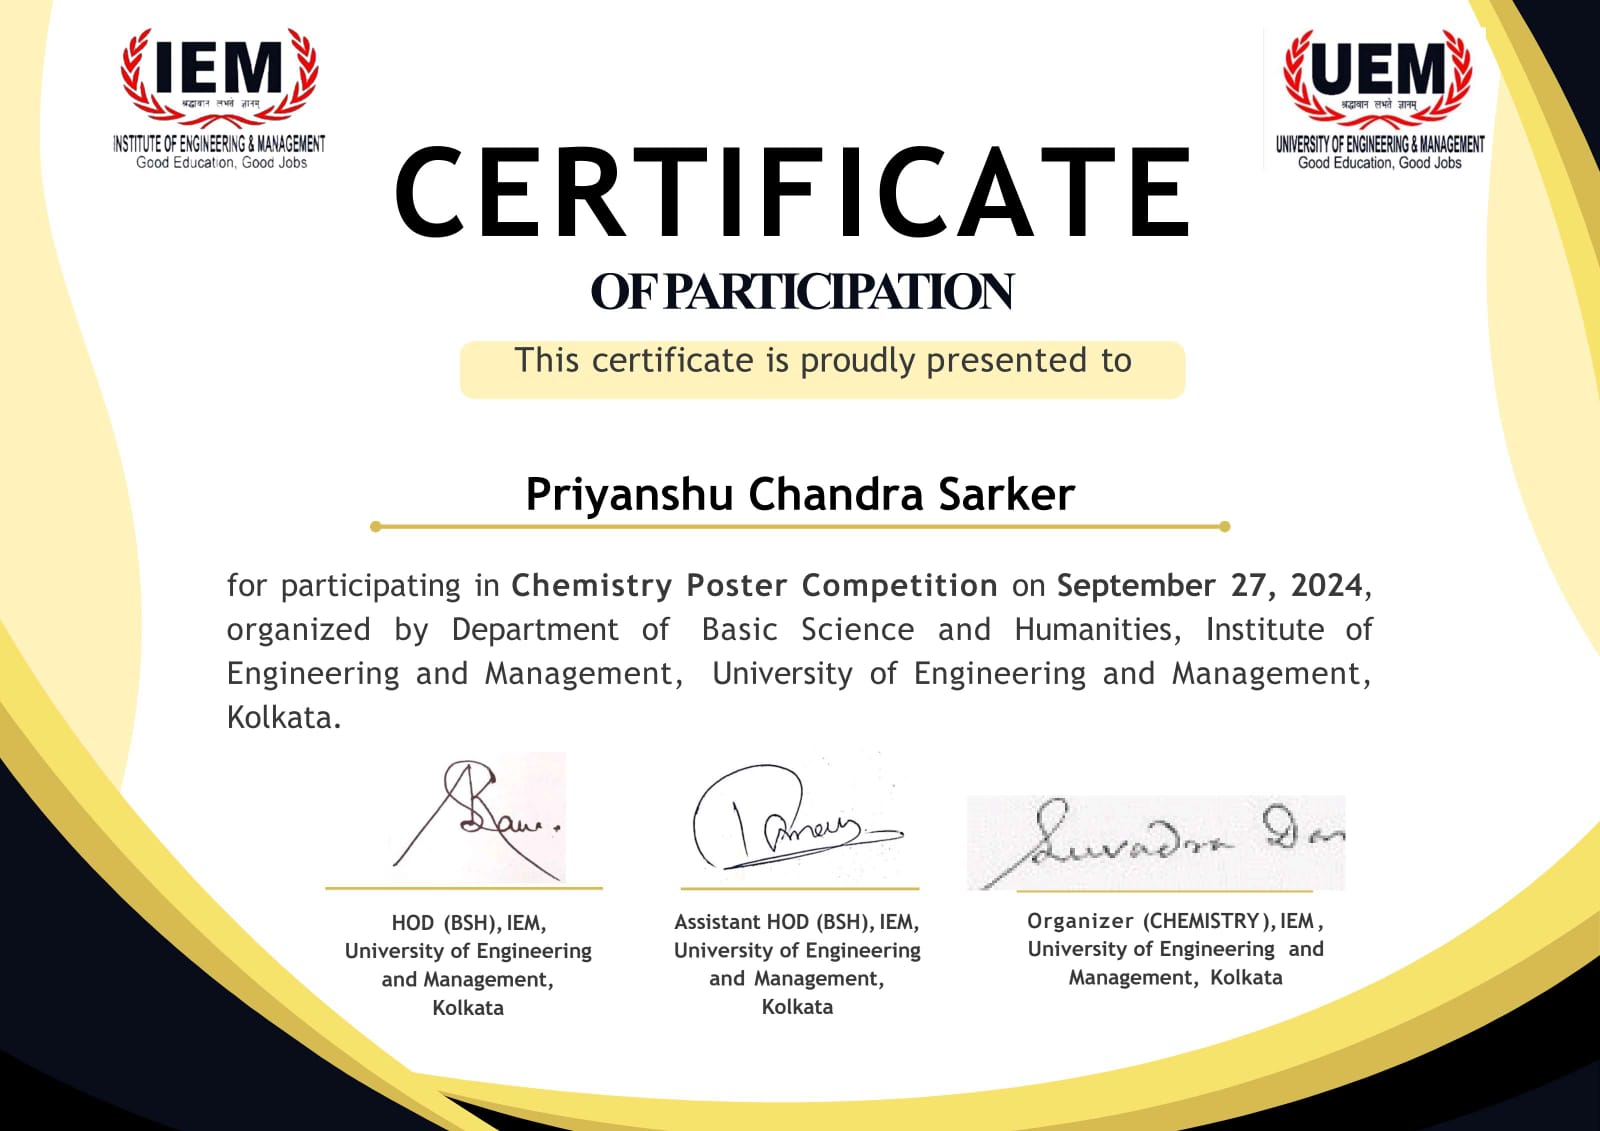 IEM
श्रद्धावान लभते ज्ञानम्
INSTITUTE OF ENGINEERING & MANAGEMENT
Good Education, Good Jobs
UEM
श्रद्धावान लभते ज्ञानम्
UNIVERSITY OF ENGINEERING & MANAGEMENT
Good Education, Good Jobs
CERTIFICATE
OF PARTICIPATION
This certificate is proudly presented to
Priyanshu Chandra Sarker
for participating in Chemistry Poster Competition on September 27, 2024,
organized by Department of Basic Science and Humanities, Institute of
Engineering and Management, University of Engineering and Management,
Kolkata.
Suvadra Das
HOD (BSH), IEM,
University of Engineering
and Management,
Kolkata
Assistant HOD (BSH), IEM,
University of Engineering
and Management,
Kolkata
Organizer (CHEMISTRY), IEM,
University of Engineering and
Management, Kolkata